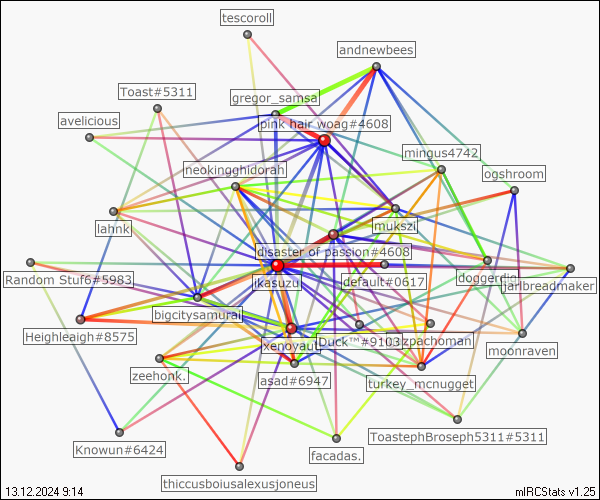 tescoroll
andnewbees
Toast#5311
gregor_samsa
avelicious
pink hair woag#4608
mingus4742
neokingghidorah
ogshroom
lahnk
mukszi
disaster of passion#4608
Random Stuf6#5983
ikasuzu
default#0617
doggerdig
jarlbreadmaker
bigcitysamurai
Heighleaigh#8575
xenoyaut
Duck™#9103
zpachoman
moonraven
zeehonk.
asad#6947
turkey_mcnugget
ToastephBroseph5311#5311
Knowun#6424
facadas.
thiccusboiusalexusjoneus
13.12.2024 9:14
mIRCStats v1.25